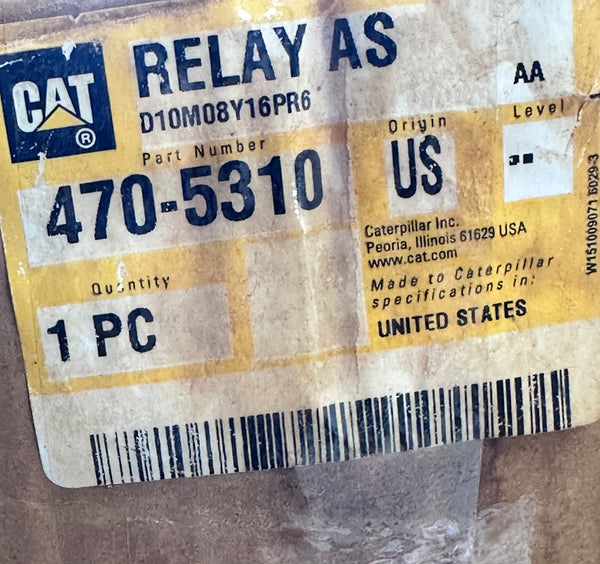 CAT
®
RELAY AS
D10M08Y16PR6
AA
Part Number
470-5310
Origin
US
Level
Caterpillar Inc.
Peoria, Illinois 61629 USA
www.cat.com
Made to Caterpillar
specifications in:
UNITED STATES
Quantity
1 PC
W151009071 6029-3